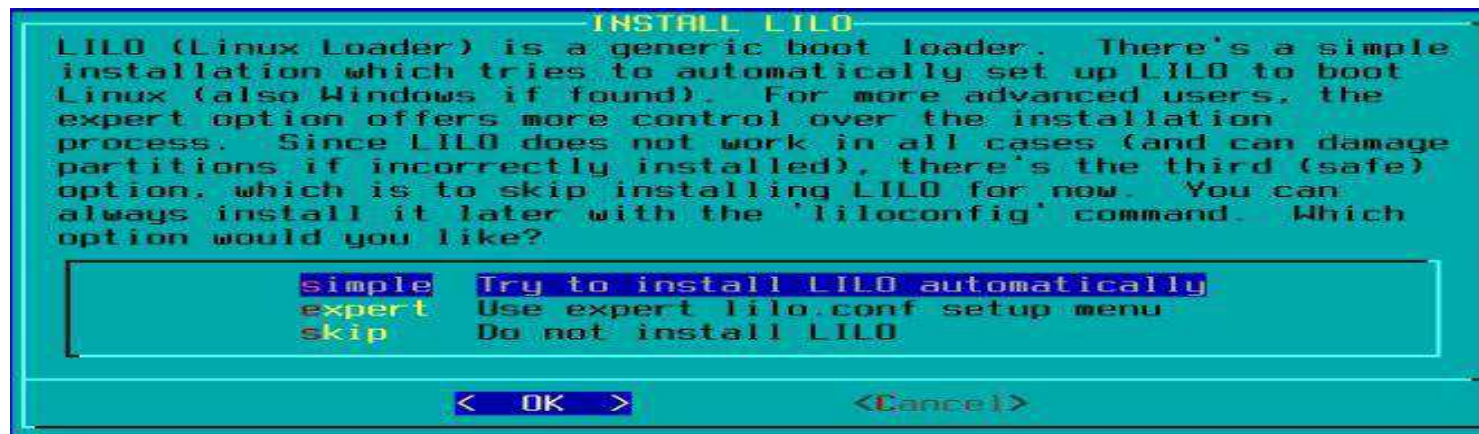 INSTALL LILO
LILO (Linux Loader) is a generic boot loader.  There's a simple
installation which tries to automatically set up LILO to boot
Linux (also Windows if found).  For more advanced users, the
expert option offers more control over the installation
process.  Since LILO does not work in all cases (and can damage
partitions if incorrectly installed), there's the third (safe)
option, which is to skip installing LILO for now.  You can
always install it later with the 'liloconfig' command.  Which
option would you like?
simple  Try to install LILO automatically
expert  Use expert lilo.conf setup menu
skip  Do not install LILO
<  OK  > <Cancel>